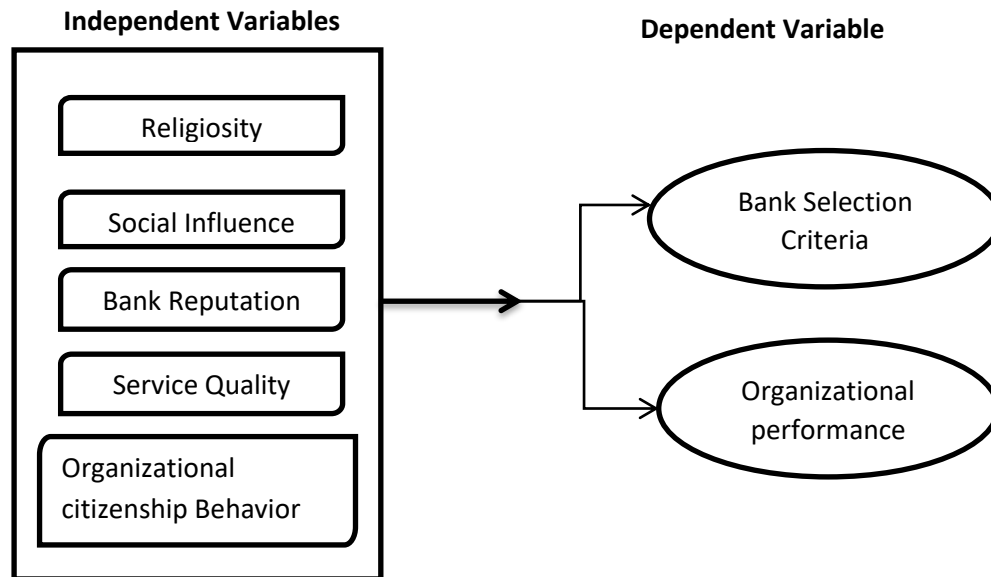 Independent Variables
Religiosity
Social Influence
Bank Reputation
Service Quality
Organizational
citizenship Behavior
Dependent Variable
Bank Selection
Criteria
Organizational
performance